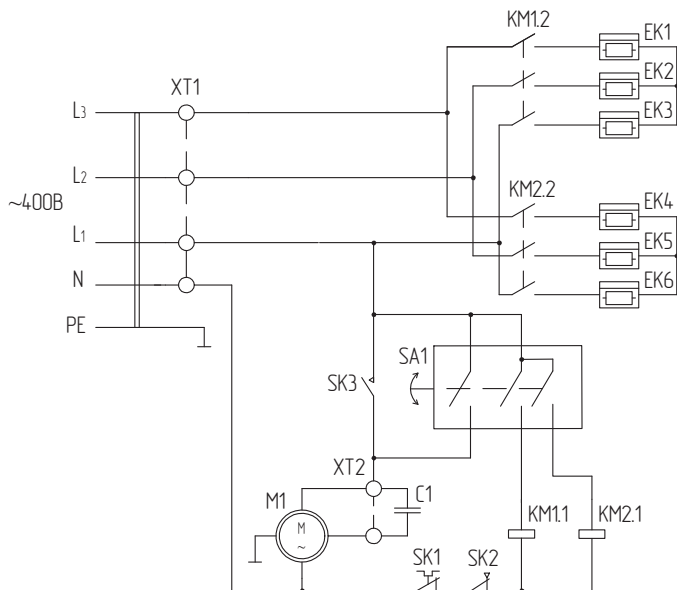 KM1.2
EK1
EK2
EK3
XT1
L3
L2
~400В
L1
N
PE
KM2.2
EK4
EK5
EK6
SA1
SK3
XT2
C1
M1
M
~
KM1.1
KM2.1
SK1
SK2